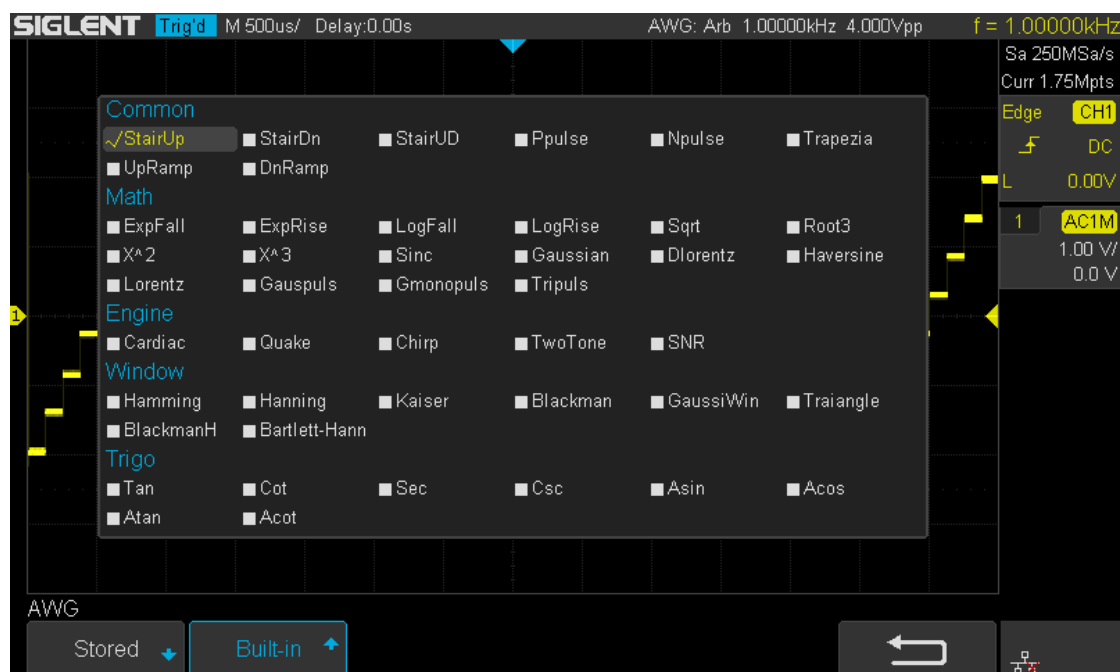 SIGLENT Trig'd M 500us/ Delay:0.00s AWG: Arb 1.00000kHz 4.000Vpp f = 1.00000kHz
Sa 250MSa/s
Curr 1.75Mpts
Edge CH1
DC
L 0.00V
1 AC1M
1.00 V/
0.0 V
1
Common
StairUp StairDn StairUD Ppulse Npulse Trapezia
UpRamp DnRamp
Math
ExpFall ExpRise LogFall LogRise Sqrt Root3
X^2 X^3 Sinc Gaussian Dlorentz Haversine
Lorentz Gauspuls Gmonopuls Tripuls
Engine
Cardiac Quake Chirp TwoTone SNR
Window
Hamming Hanning Kaiser Blackman GaussiWin Traiangle
BlackmanH Bartlett-Hann
Trigo
Tan Cot Sec Csc Asin Acos
Atan Acot
AWG
Stored Built-in